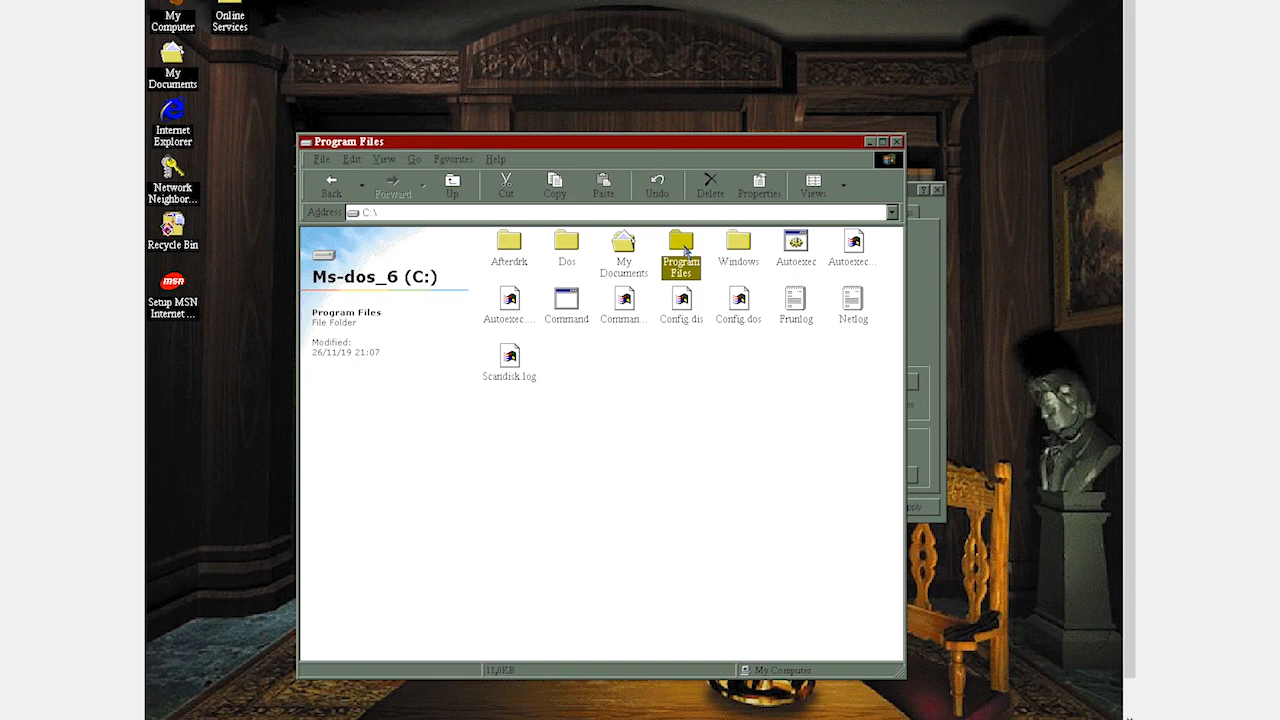 My
Computer
Online
Services
My
Documents
Internet
Explorer
Network
Neighbor...
Recycle Bin
msn
Setup MSN
Internet ...
Program Files
File Edit View Go Favorites Help
Back Forward Up Cut Copy Paste Undo Delete Properties Views
Address C:\
Ms-dos_6 (C:)
Program Files
File Folder
Modified:
26/11/19 21:07
Afterdrk Dos My Documents Program Files Windows Autoexec Autoexec...
Autoexec.... Command Comman... Config.dis Config.dos Frunlog Netlog
Scandisk.log
11,0KB My Computer